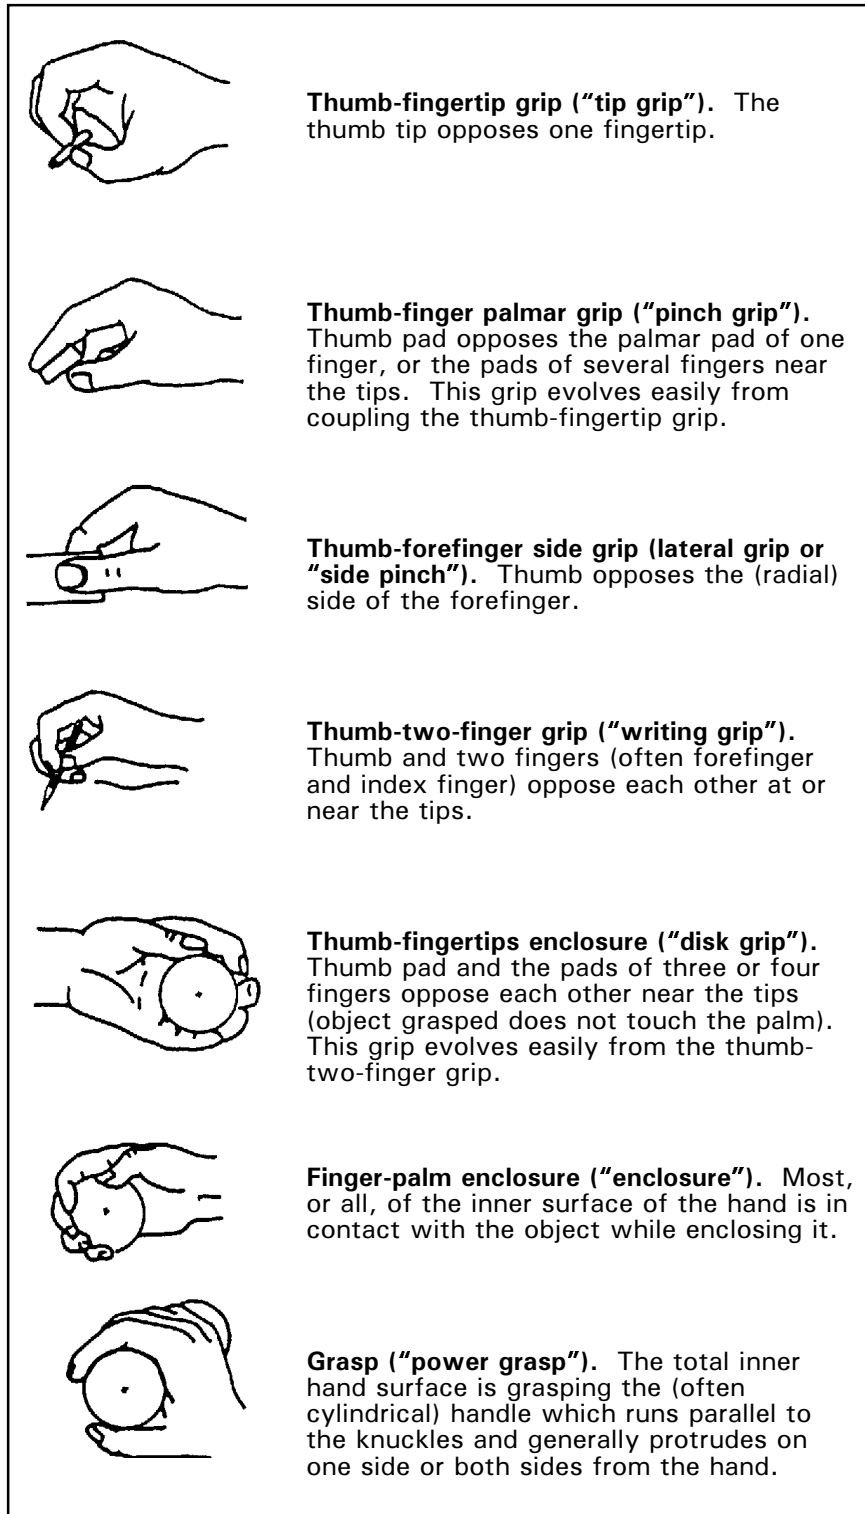 Thumb-fingertip grip (“tip grip”). The
thumb tip opposes one fingertip.
Thumb-finger palmar grip (“pinch grip”).
Thumb pad opposes the palmar pad of one
finger, or the pads of several fingers near
the tips. This grip evolves easily from
coupling the thumb-fingertip grip.
Thumb-forefinger side grip (lateral grip or
“side pinch”). Thumb opposes the (radial)
side of the forefinger.
Thumb-two-finger grip (“writing grip”).
Thumb and two fingers (often forefinger
and index finger) oppose each other at or
near the tips.
Thumb-fingertips enclosure (“disk grip”).
Thumb pad and the pads of three or four
fingers oppose each other near the tips
(object grasped does not touch the palm).
This grip evolves easily from the thumb-
two-finger grip.
Finger-palm enclosure (“enclosure”). Most,
or all, of the inner surface of the hand is in
contact with the object while enclosing it.
Grasp (“power grasp”). The total inner
hand surface is grasping the (often
cylindrical) handle which runs parallel to
the knuckles and generally protrudes on
one side or both sides from the hand.